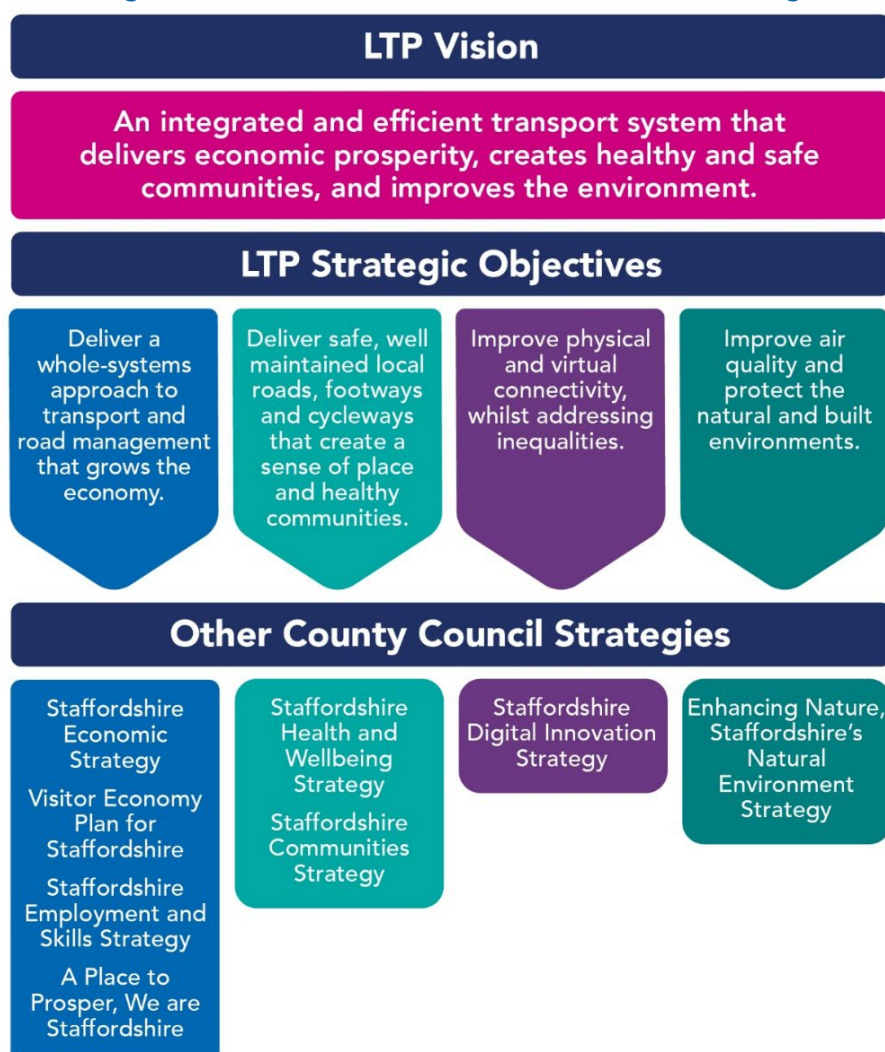 LTP Vision
An integrated and efficient transport system that
delivers economic prosperity, creates healthy and safe
communities, and improves the environment.
LTP Strategic Objectives
Deliver a
whole-systems
approach to
transport and
road management
that grows the
economy.
Deliver safe, well
maintained local
roads, footways
and cycleways
that create a
sense of place
and healthy
communities.
Improve physical
and virtual
connectivity,
whilst addressing
inequalities.
Improve air
quality and
protect the
natural and built
environments.
Other County Council Strategies
Staffordshire
Economic
Strategy
Visitor Economy
Plan for
Staffordshire
Staffordshire
Employment and
Skills Strategy
A Place to
Prosper, We are
Staffordshire
Staffordshire
Health and
Wellbeing
Strategy
Staffordshire
Communities
Strategy
Staffordshire
Digital Innovation
Strategy
Enhancing Nature,
Staffordshire's
Natural
Environment
Strategy